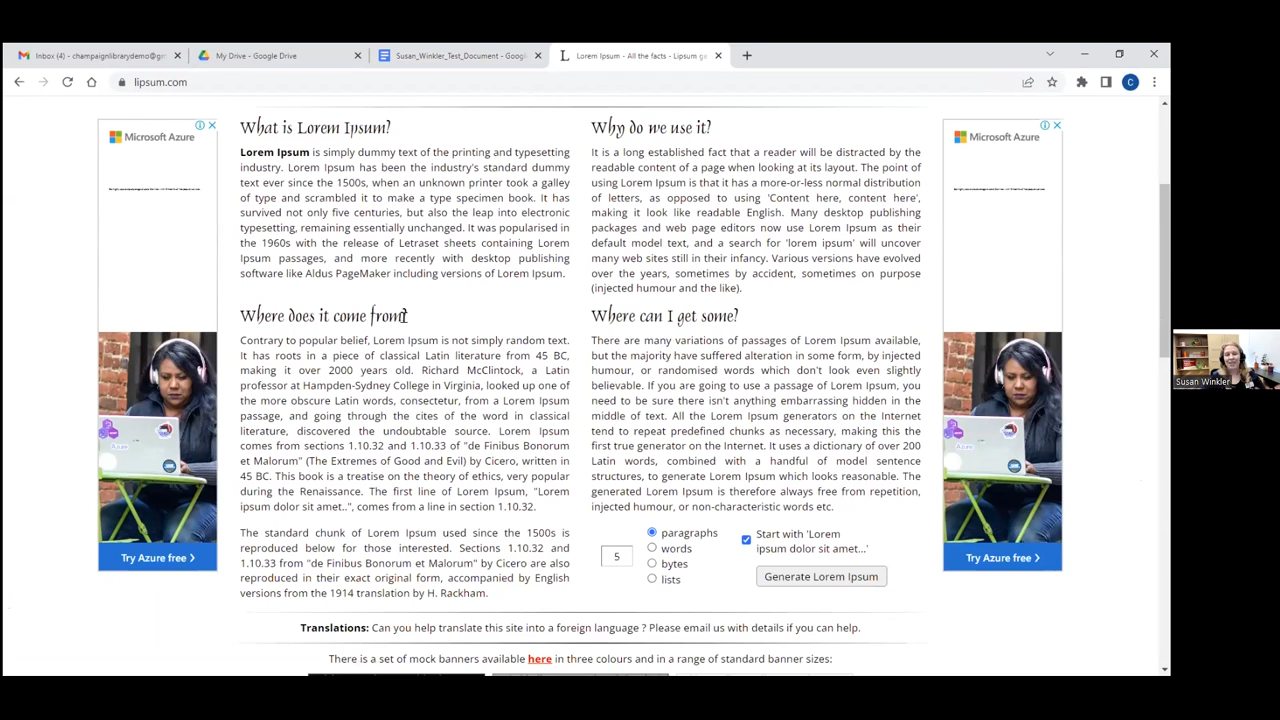 Inbox (4) - champaignlibrarydemo@gm
My Drive - Google Drive
Susan_Winkler_Test_Document - Google
Lorem Ipsum - All the facts - Lipsum ge
lipsum.com
C
Microsoft Azure
Try Azure free >
What is Lorem Ipsum?
Lorem Ipsum is simply dummy text of the printing and typesetting
industry. Lorem Ipsum has been the industry's standard dummy
text ever since the 1500s, when an unknown printer took a galley
of type and scrambled it to make a type specimen book. It has
survived not only five centuries, but also the leap into electronic
typesetting, remaining essentially unchanged. It was popularised
in the 1960s with the release of Letraset sheets containing Lorem
Ipsum passages, and more recently with desktop publishing
software like Aldus PageMaker including versions of Lorem Ipsum.
Where does it come from?
Contrary to popular belief, Lorem Ipsum is not simply random text.
It has roots in a piece of classical Latin literature from 45 BC,
making it over 2000 years old. Richard McClintock, a Latin
professor at Hampden-Sydney College in Virginia, looked up one of
the more obscure Latin words, consectetur, from a Lorem Ipsum
passage, and going through the cites of the word in classical
literature, discovered the undoubtable source. Lorem Ipsum
comes from sections 1.10.32 and 1.10.33 of "de Finibus Bonorum
et Malorum" (The Extremes of Good and Evil) by Cicero, written in
45 BC. This book is a treatise on the theory of ethics, very popular
during the Renaissance. The first line of Lorem Ipsum, "Lorem
ipsum dolor sit amet..", comes from a line in section 1.10.32.
The standard chunk of Lorem Ipsum used since the 1500s is
reproduced below for those interested. Sections 1.10.32 and
1.10.33 from "de Finibus Bonorum et Malorum" by Cicero are also
reproduced in their exact original form, accompanied by English
versions from the 1914 translation by H. Rackham.
Why do we use it?
It is a long established fact that a reader will be distracted by the
readable content of a page when looking at its layout. The point of
using Lorem Ipsum is that it has a more-or-less normal distribution
of letters, as opposed to using 'Content here, content here',
making it look like readable English. Many desktop publishing
packages and web page editors now use Lorem Ipsum as their
default model text, and a search for 'lorem ipsum' will uncover
many web sites still in their infancy. Various versions have evolved
over the years, sometimes by accident, sometimes on purpose
(injected humour and the like).
Where can I get some?
There are many variations of passages of Lorem Ipsum available,
but the majority have suffered alteration in some form, by injected
humour, or randomised words which don't look even slightly
believable. If you are going to use a passage of Lorem Ipsum, you
need to be sure there isn't anything embarrassing hidden in the
middle of text. All the Lorem Ipsum generators on the Internet
tend to repeat predefined chunks as necessary, making this the
first true generator on the Internet. It uses a dictionary of over 200
Latin words, combined with a handful of model sentence
structures, to generate Lorem Ipsum which looks reasonable. The
generated Lorem Ipsum is therefore always free from repetition,
injected humour, or non-characteristic words etc.
5
paragraphs
words
bytes
lists
Start with 'Lorem
ipsum dolor sit amet...'
Generate Lorem Ipsum
Microsoft Azure
Try Azure free >
Translations: Can you help translate this site into a foreign language ? Please email us with details if you can help.
There is a set of mock banners available here in three colours and in a range of standard banner sizes:
Susan Winkler